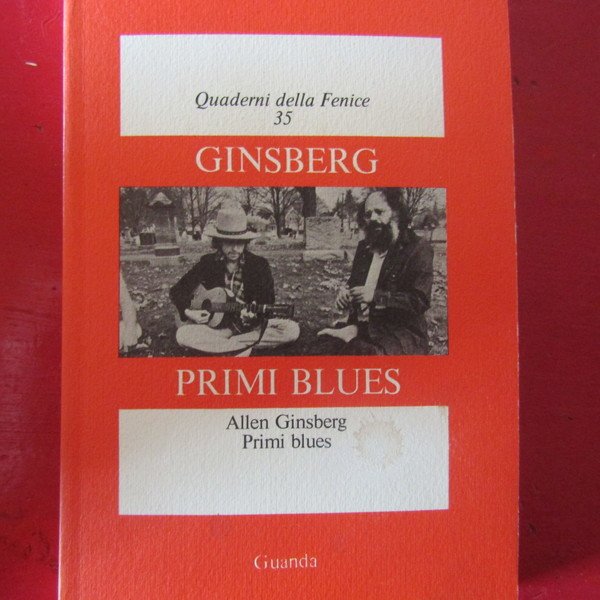 Quaderni della Fenice
35
GINSBERG
PRIMI BLUES
Allen Ginsberg
Primi blues
Guanda